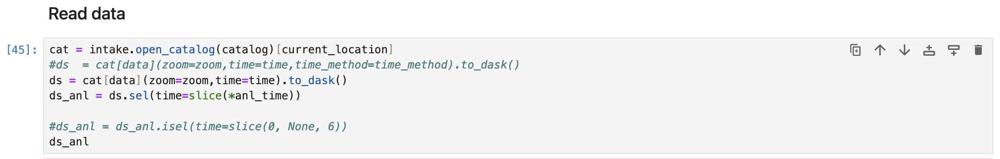 Read data
[45]:
cat = intake.open_catalog(catalog)[current_location]
#ds  = cat[data](zoom=zoom,time=time,time_method=time_method).to_dask()
ds = cat[data](zoom=zoom,time=time).to_dask()
ds_anl = ds.sel(time=slice(*anl_time))
#ds_anl = ds_anl.isel(time=slice(0, None, 6))
ds_anl